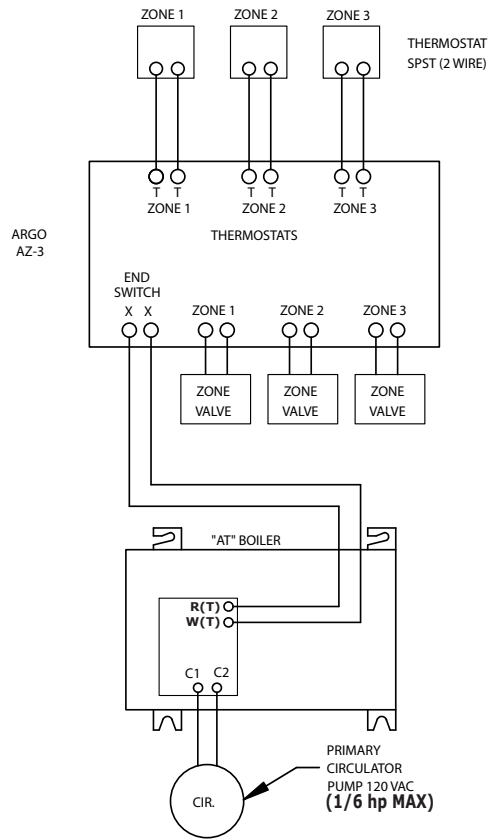 ZONE 1 ZONE 2 ZONE 3
THERMOSTAT
SPST (2 WIRE)
T T T T T T
ZONE 1 ZONE 2 ZONE 3
ARGO
AZ-3
THERMOSTATS
END
SWITCH
X X ZONE 1 ZONE 2 ZONE 3
ZONE
VALVE
ZONE
VALVE
ZONE
VALVE
"AT" BOILER
R(T)
W(T)
C1 C2
CIR.
PRIMARY
CIRCULATOR
PUMP 120 VAC
(1/6 hp MAX)